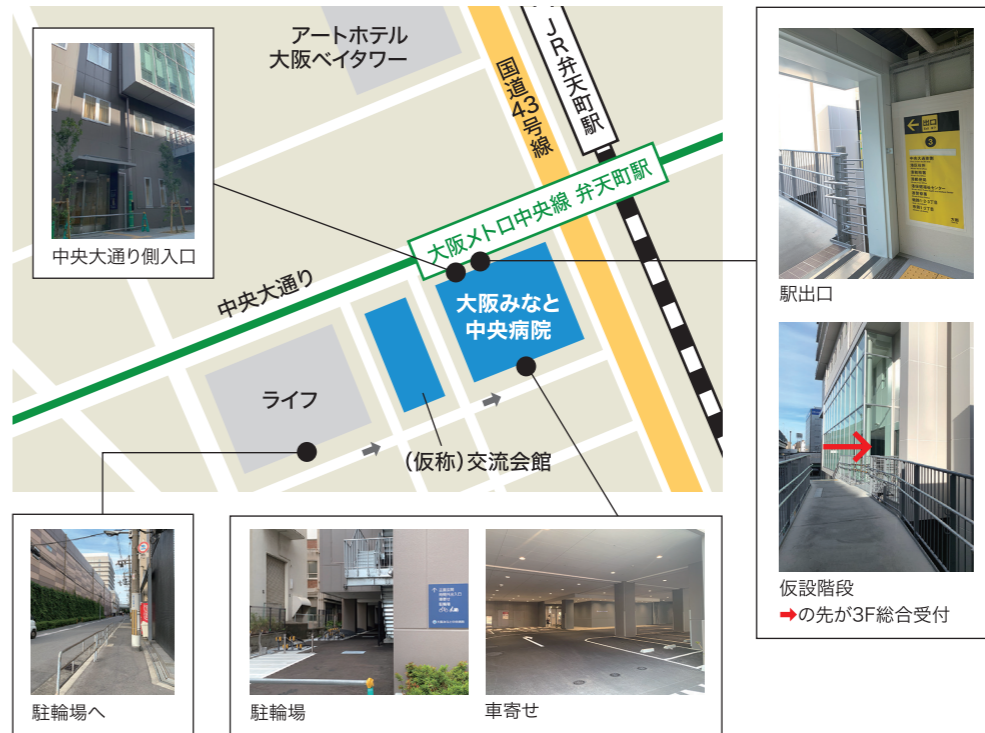 アートホテル
大阪ベイタワー
国道43号線
JR弁天町駅
大阪メトロ中央線 弁天町駅
中央大通り
大阪みなと
中央病院
ライフ
(仮称)交流会館
中央大通り側入口
出口
3
駅出口
仮設階段
➡の先が3F総合受付
駐輪場へ
駐輪場
車寄せ